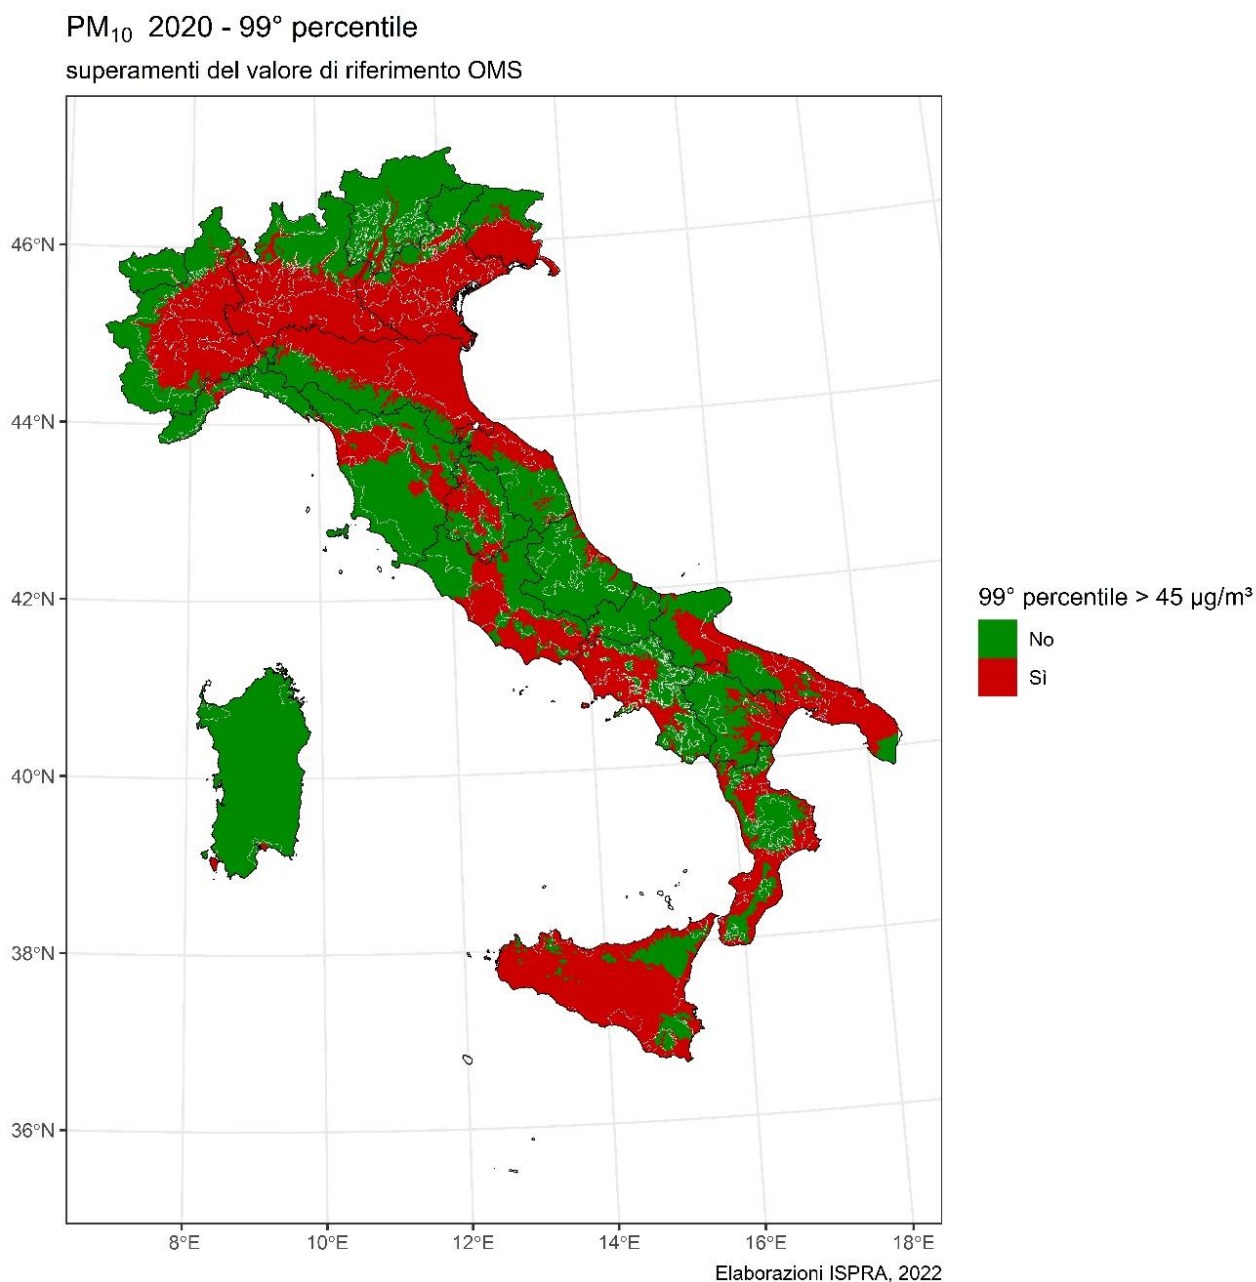 PM₁₀ 2020 - 99° percentile
superamenti del valore di riferimento OMS
46°N
44°N
42°N
40°N
38°N
36°N
8°E
10°E
12°E
14°E
16°E
18°E
99° percentile > 45 µg/m³
No
Sì
Elaborazioni ISPRA, 2022